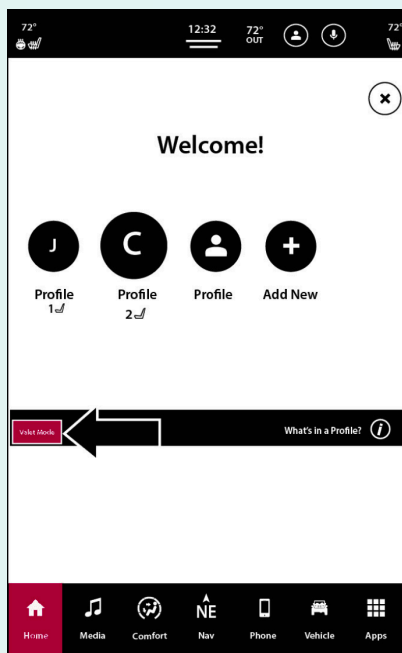 72°
12:32
72°
OUT
72°
Welcome!
J
C
Profile
1
Profile
2
Profile
Add New
Valet Mode
What's in a Profile?
i
NE
Home
Media
Comfort
Nav
Phone
Vehicle
Apps